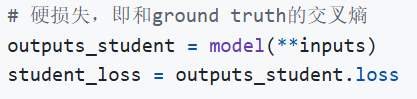 # 硬损失，即和ground truth的交叉熵
outputs_student = model(**inputs)
student_loss = outputs_student.loss